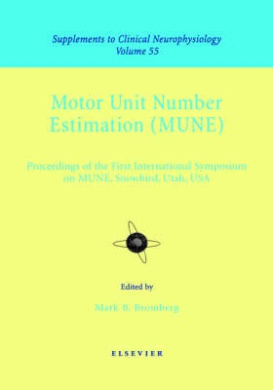 Supplements to Clinical Neurophysiology
Volume 55
Motor Unit Number
Estimation (MUNE)
Proceedings of the First International Symposium
on MUNE, Snowbird, Utah, USA
Edited by
Mark B. Bromberg
ELSEVIER